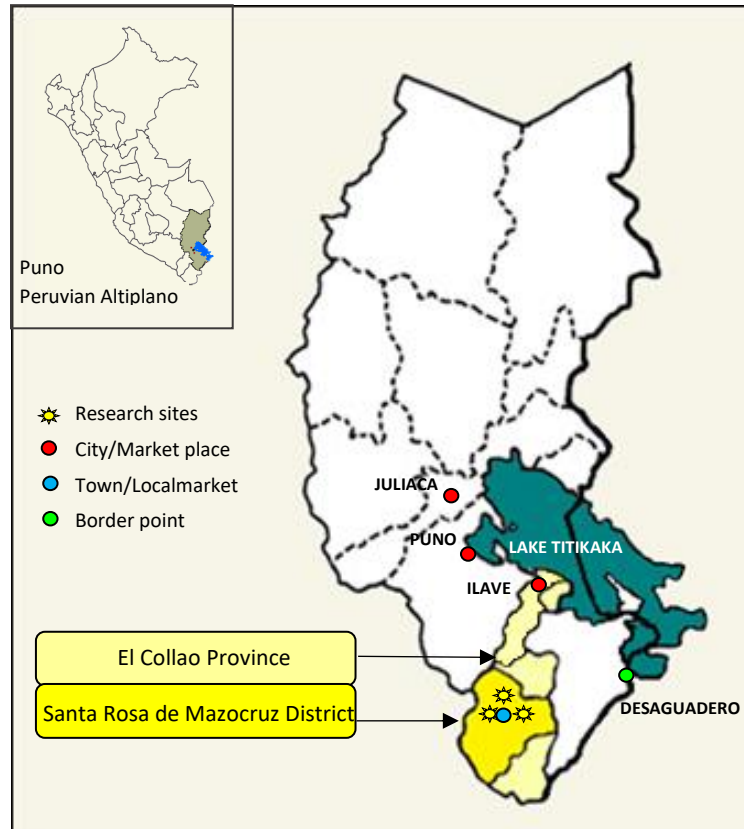 Puno
Peruvian Altiplano
Research sites
City/Market place
Town/Localmarket
Border point
JULIACA
PUNO
LAKE TITIKAKA
ILAVE
El Collao Province
Santa Rosa de Mazocruz District
DESAGUADERO